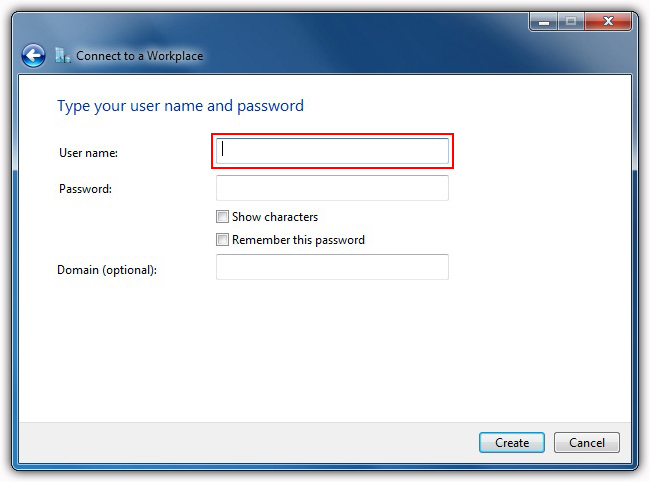 Connect to a Workplace
Type your user name and password
User name:
Password:
Show characters
Remember this password
Domain (optional):
Create Cancel